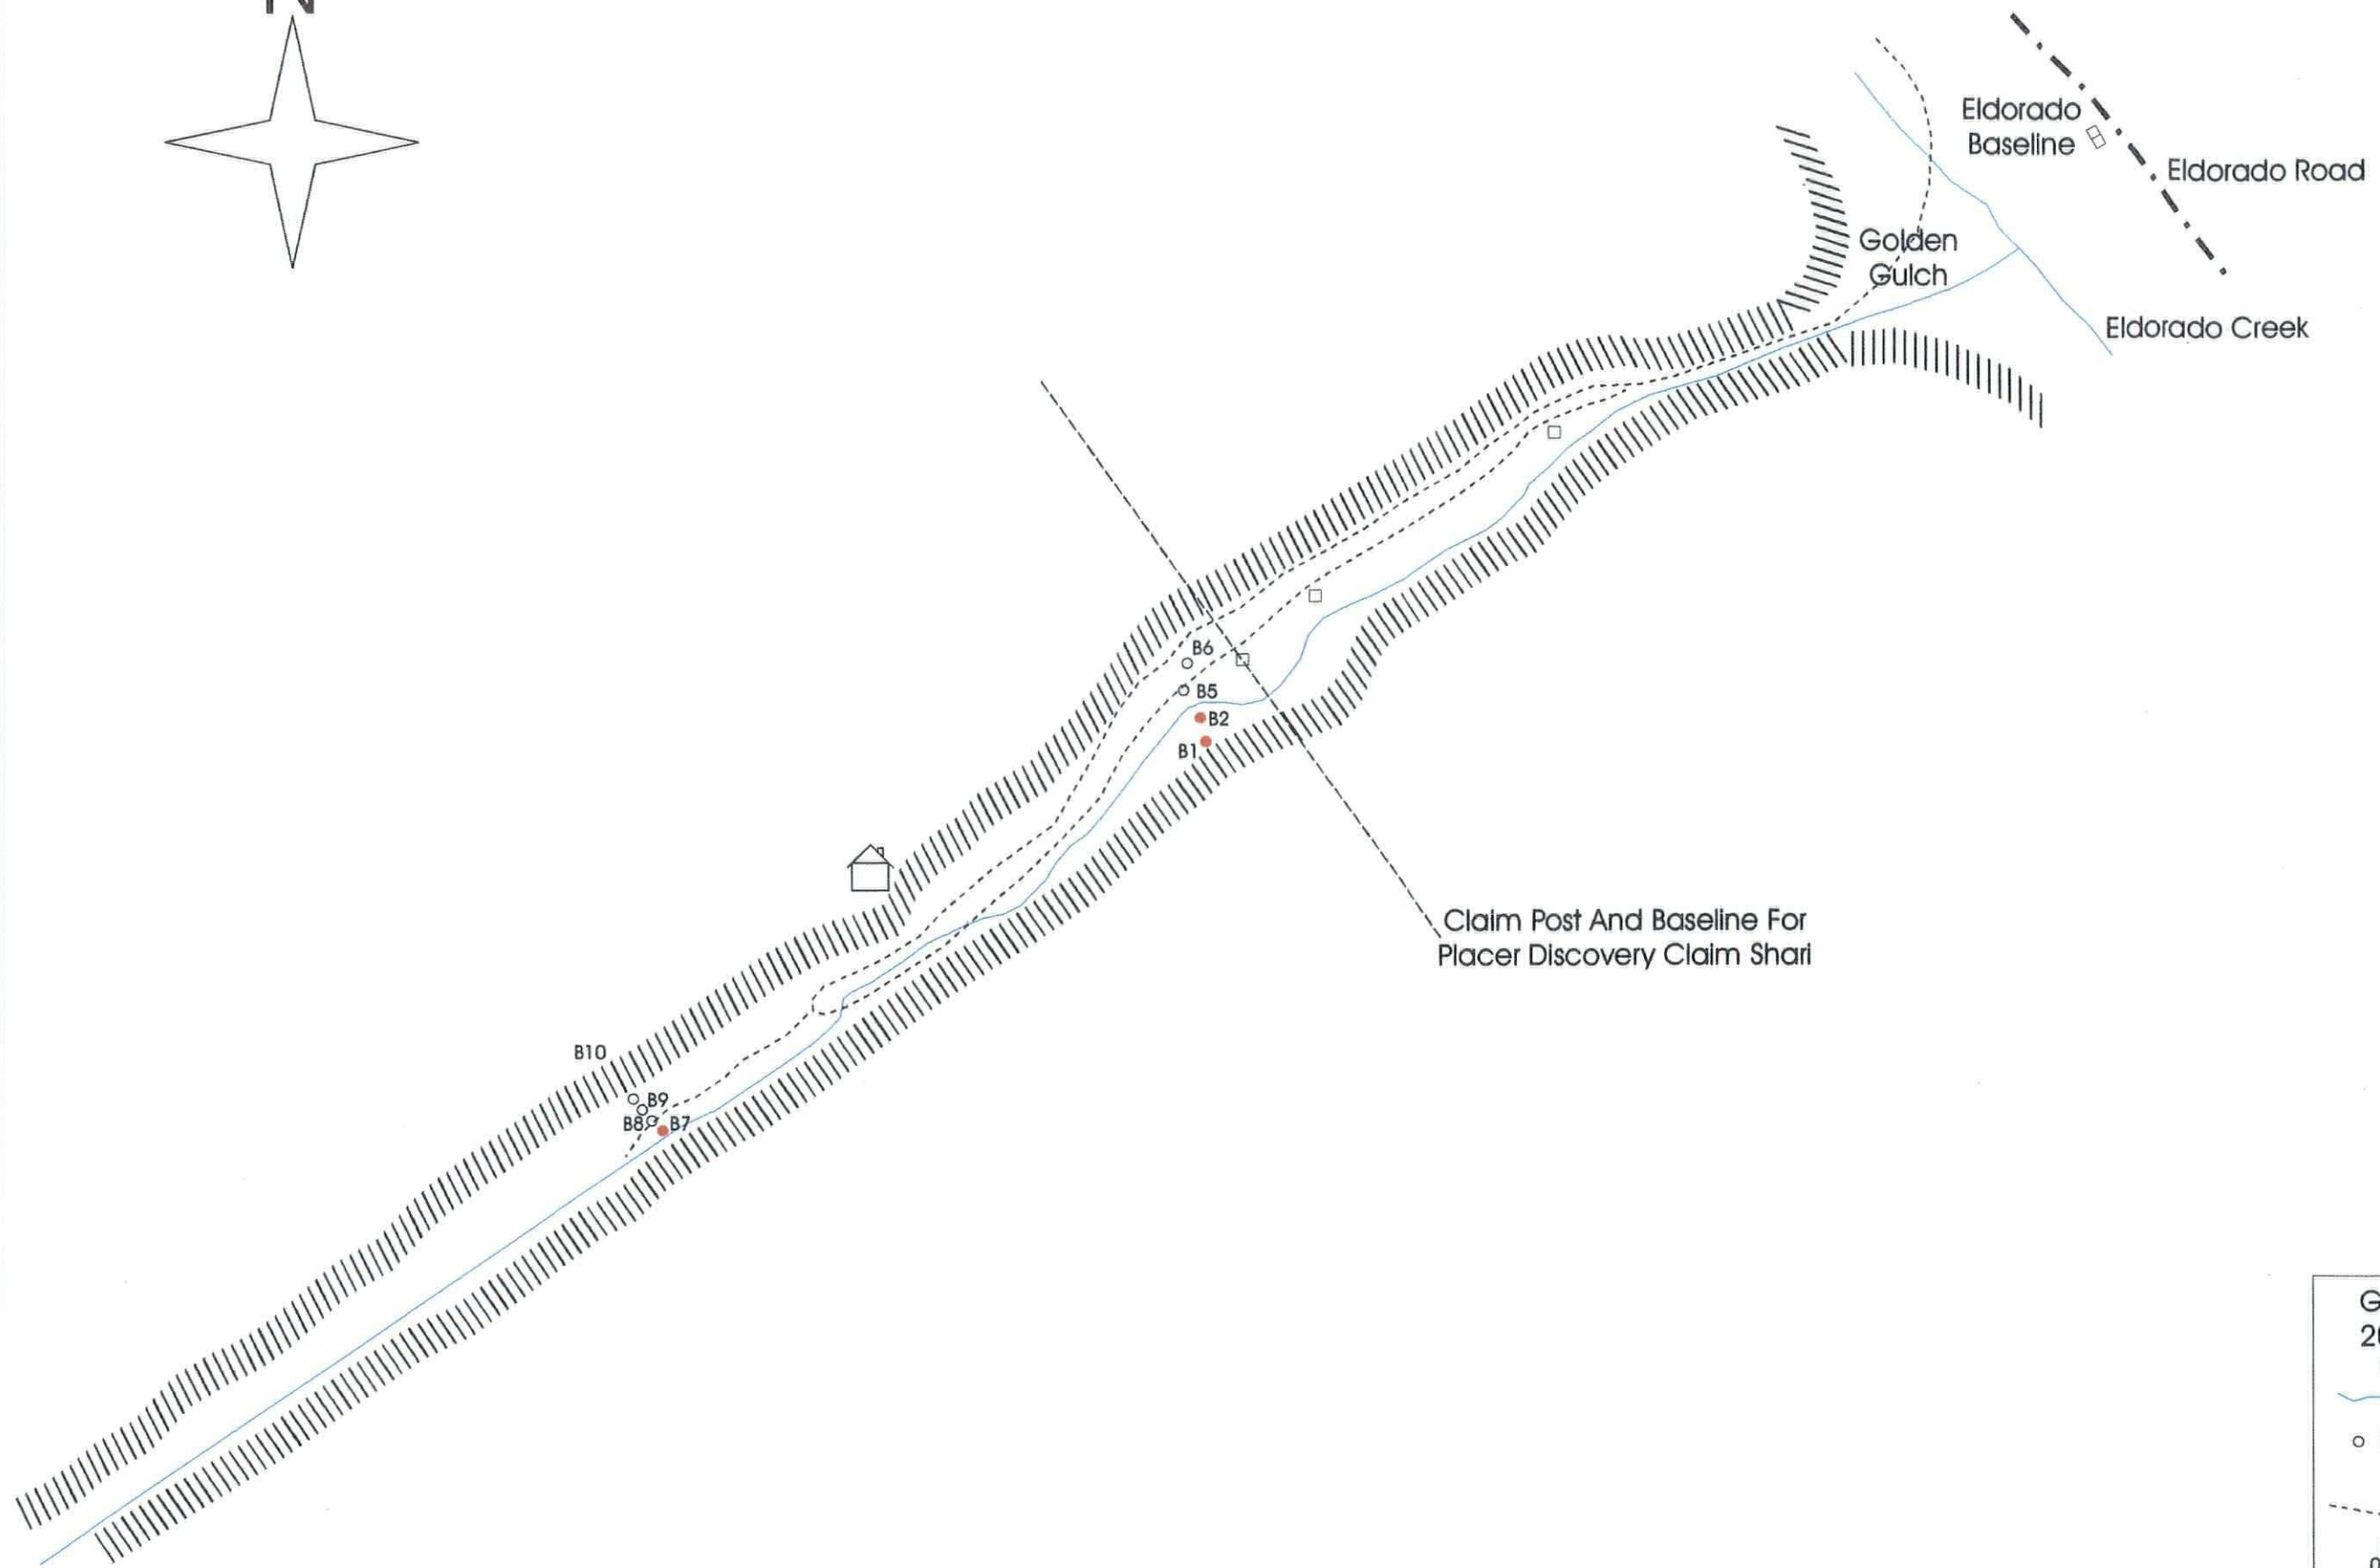 N
Eldorado
Baseline
Eldorado Road
Golden
Gulch
Eldorado Creek
B6
B5
B2
B1
Claim Post And Baseline For
Placer Discovery Claim Shari
B10
B9
B8
B7